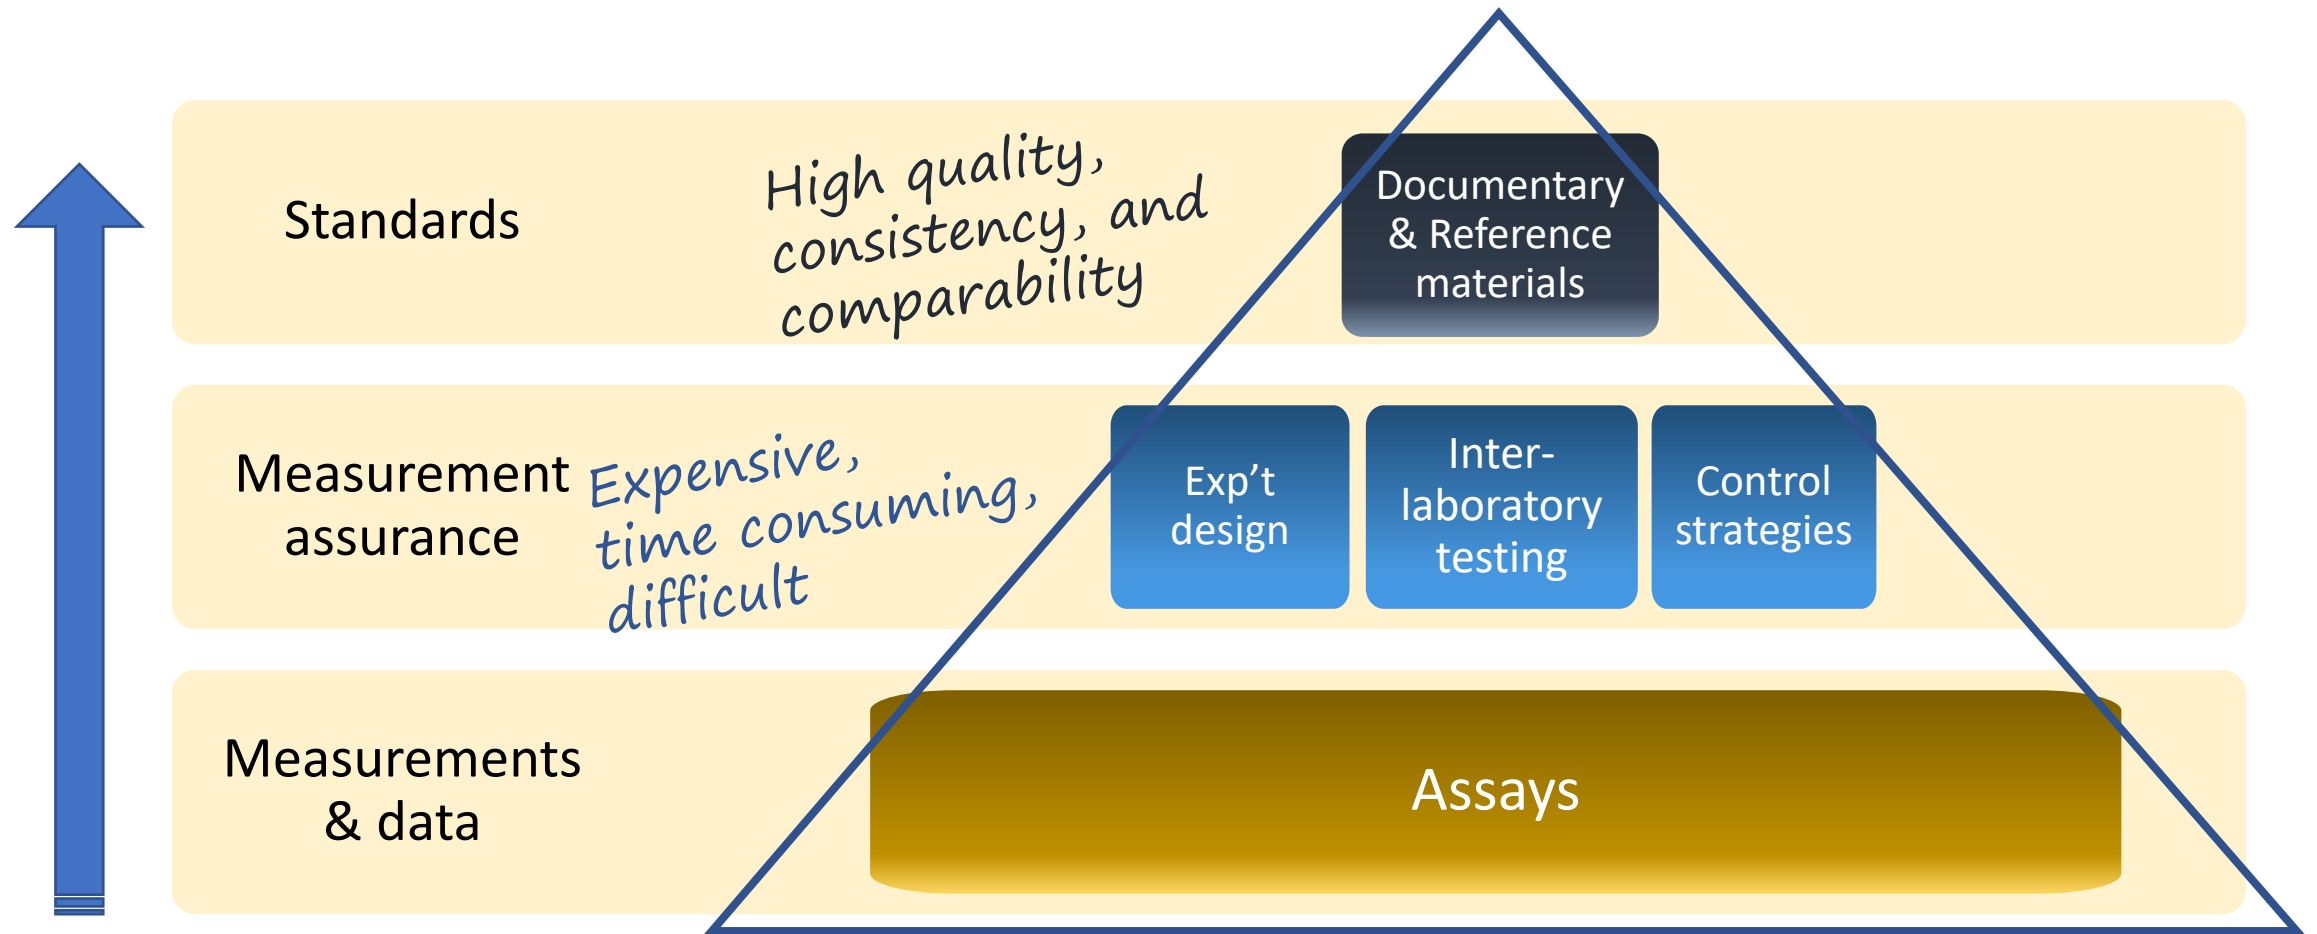 Standards
High quality,
consistency, and
comparability
Documentary
& Reference
materials
Measurement
assurance
Expensive,
time consuming,
difficult
Exp’t
design
Inter-
laboratory
testing
Control
strategies
Measurements
& data
Assays